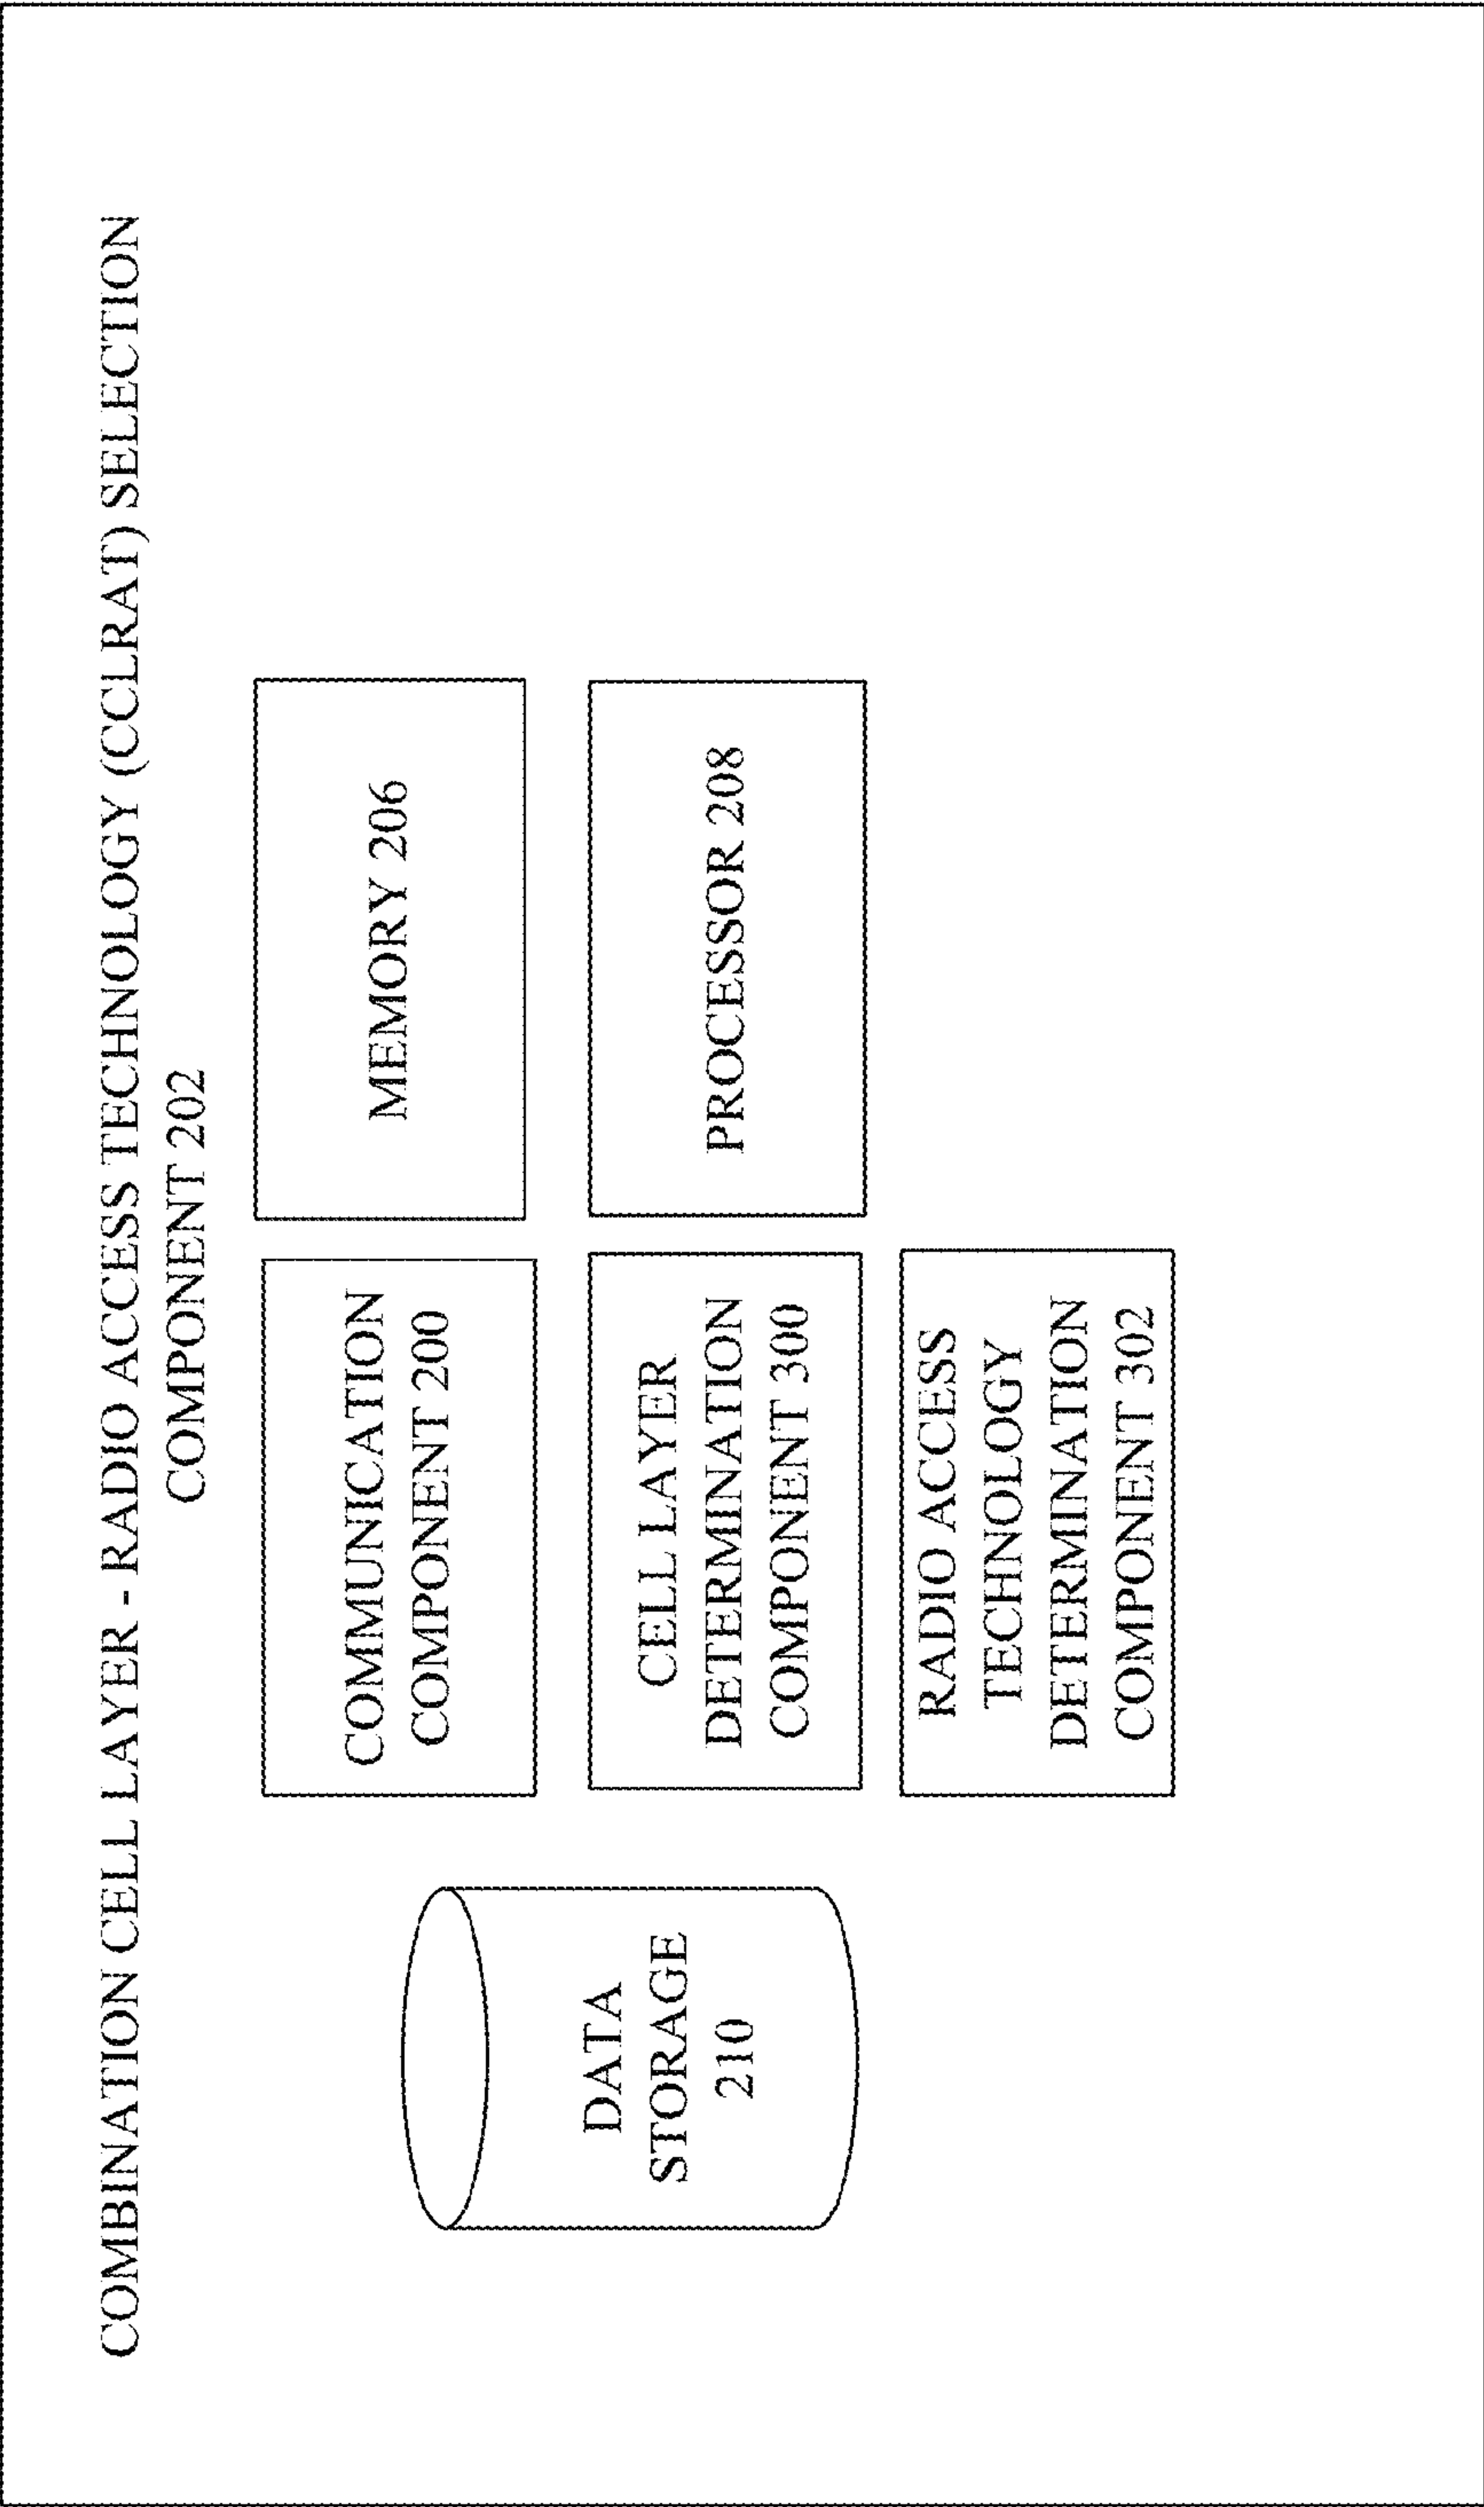 COMBINATION CELL LAYER - RADIO ACCESS TECHNOLOGY (CCLRAT) SELECTION
COMPONENT 202
DATA
STORAGE
210
COMMUNICATION
COMPONENT 200
MEMORY 206
CELL LAYER
DETERMINATION
COMPONENT 300
PROCESSOR 208
RADIO ACCESS
TECHNOLOGY
DETERMINATION
COMPONENT 302